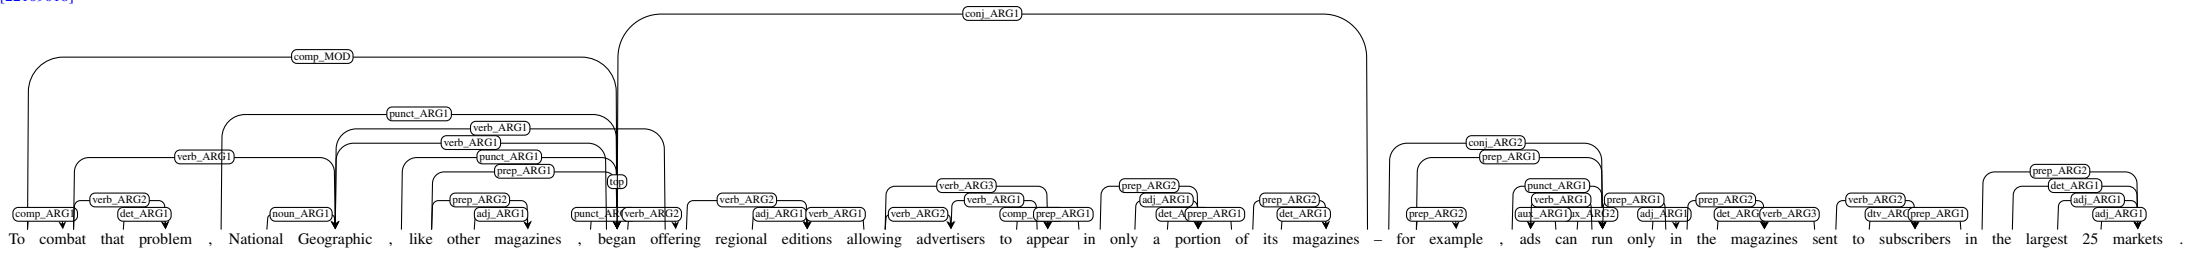 conj_ARG1
comp_MOD
punct_ARG1
verb_ARG1
verb_ARG1 conj_ARG2
verb_ARG1 punct_ARG1 prep_ARG1
prep_ARG1 prep_ARG2
top verb_ARG3 prep_ARG2 punct_ARG1 det_ARG1
verb_ARG2 prep_ARG2 verb_ARG2 verb_ARG1 adj_ARG1 prep_ARG2 verb_ARG1 prep_ARG1 prep_ARG2 verb_ARG2 adj_ARG1
comp_ARG1 det_ARG1 noun_ARG1 adj_ARG1 verb_ARG2 adj_ARG1 verb_ARG1 verb_ARG2 prep_ARG1 prep_ARG1 det_ARG1 prep_ARG2 aux_ARG1 adj_ARG1 verb_ARG3 prep_ARG1 adj_ARG1
To combat that problem , National Geographic , like other magazines , began offering regional editions allowing advertisers to appear in only a portion of its magazines – for example , ads can run only in the magazines sent to subscribers in the largest 25 markets .